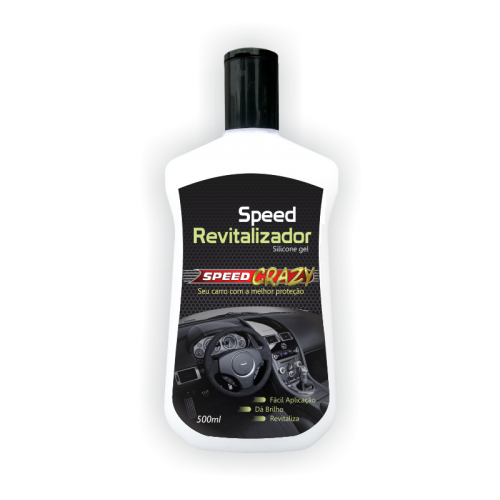 Speed
Revitalizador
Silicone gel
SPEED CRAZY
Seu carro com a melhor proteção
Fácil Aplicação
Dá Brilho
Revitaliza
500ml